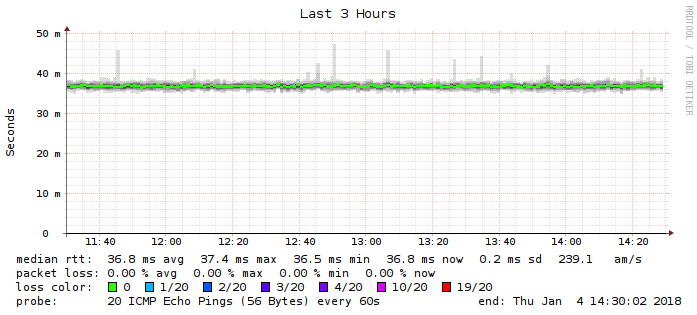 Last 3 Hours
RRDTOOL / TOBI OETIKER
Seconds
50 m
40 m
30 m
20 m
10 m
0
11:40 12:00 12:20 12:40 13:00 13:20 13:40 14:00 14:20
median rtt: 36.8 ms avg 37.4 ms max 36.5 ms min 36.8 ms now 0.2 ms sd 239.1 am/s
packet loss: 0.00 % avg 0.00 % max 0.00 % min 0.00 % now
loss color: 0 1/20 2/20 3/20 4/20 10/20 19/20
probe: 20 ICMP Echo Pings (56 Bytes) every 60s end: Thu Jan 4 14:30:02 2018